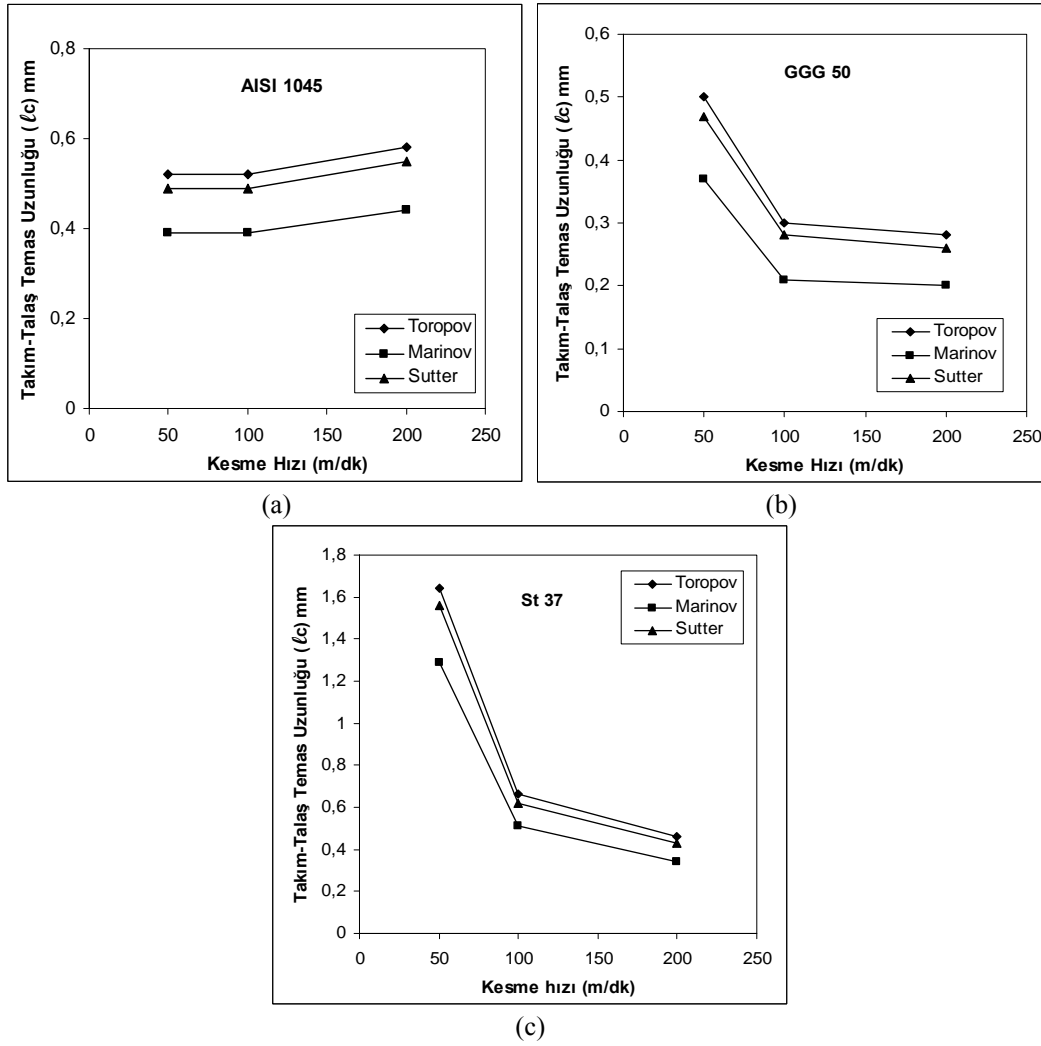 AISI 1045
Takım-Talaş Temas Uzunluğu (ℓc) mm
0,8
0,6
0,4
0,2
0
0 50 100 150 200 250
Kesme Hızı (m/dk)
Toropov
Marinov
Sutter
(a)
GGG 50
Takım-Talaş Temas Uzunluğu (ℓc) mm
0,6
0,5
0,4
0,3
0,2
0,1
0
0 50 100 150 200 250
Kesme Hızı (m/dk)
Toropov
Marinov
Sutter
(b)
St 37
Takım-Talaş Temas Uzunluğu (ℓc) mm
1,8
1,6
1,4
1,2
1
0,8
0,6
0,4
0,2
0
0 50 100 150 200 250
Kesme hızı (m/dk)
Toropov
Marinov
Sutter
(c)